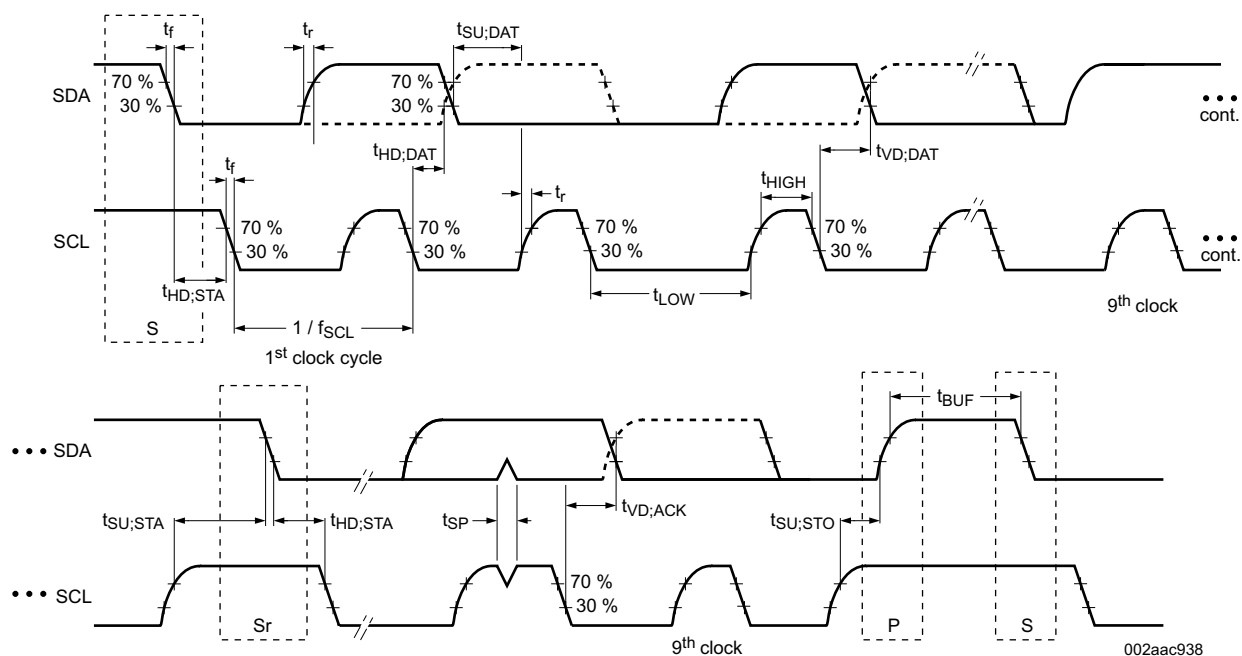 tf tr tSU;DAT
70 % 70 %
SDA
30 % 30 %
••• cont.
tHD;DAT tVD;DAT
tf tHIGH
tr
70 % 70 % 70 %
SCL
30 % 30 % 30 % 30 %
••• cont.
tHD;STA tLOW
9th clock
S 1 / fSCL
1st clock cycle
tBUF
••• SDA
tSU;STA tHD;STA tSP tVD;ACK tSU;STO
70 %
••• SCL
30 %
Sr P S
9th clock
002aac938